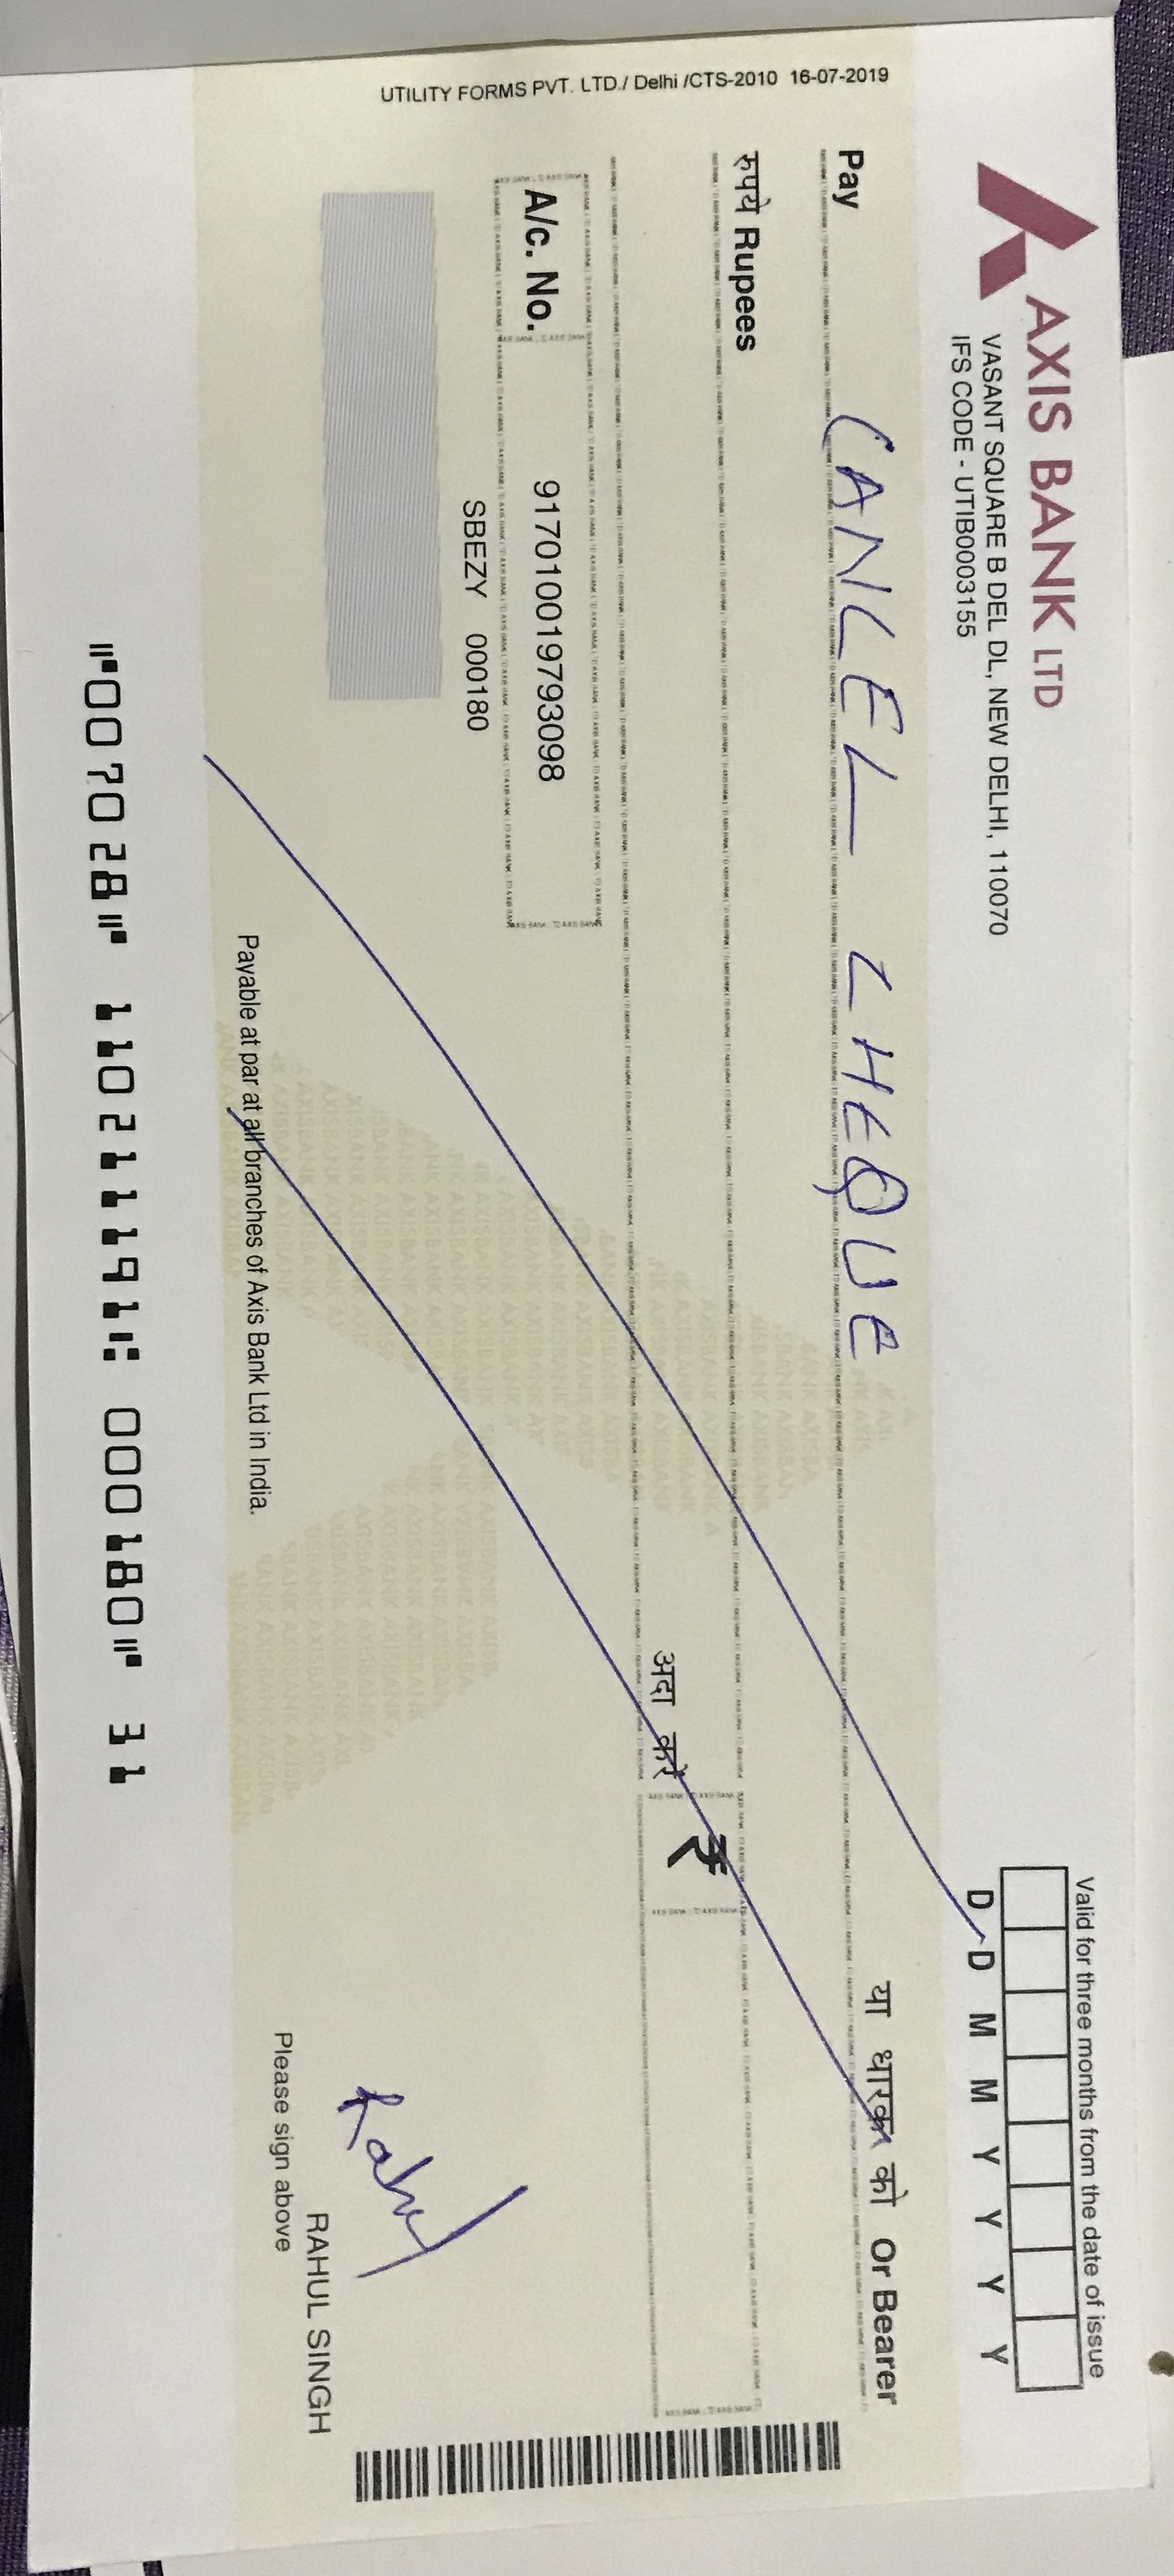 AXIS BANK LTD
VASANT SQUARE B DEL DL, NEW DELHI, 110070
IFS CODE - UTIB0003155
Valid for three months from the date of issue
D D M M Y Y Y Y
Pay CANCEL CHEQUE या धारक को Or Bearer
रुपये Rupees
अदा करें ₹
A/c. No. 917010019793098
SBEZY 000180
RAHUL SINGH
Please sign above
Payable at par at all branches of Axis Bank Ltd in India.
⑈007028⑈ 110211191⑆ 000180⑈ 31
UTILITY FORMS PVT. LTD./ Delhi /CTS-2010 16-07-2019